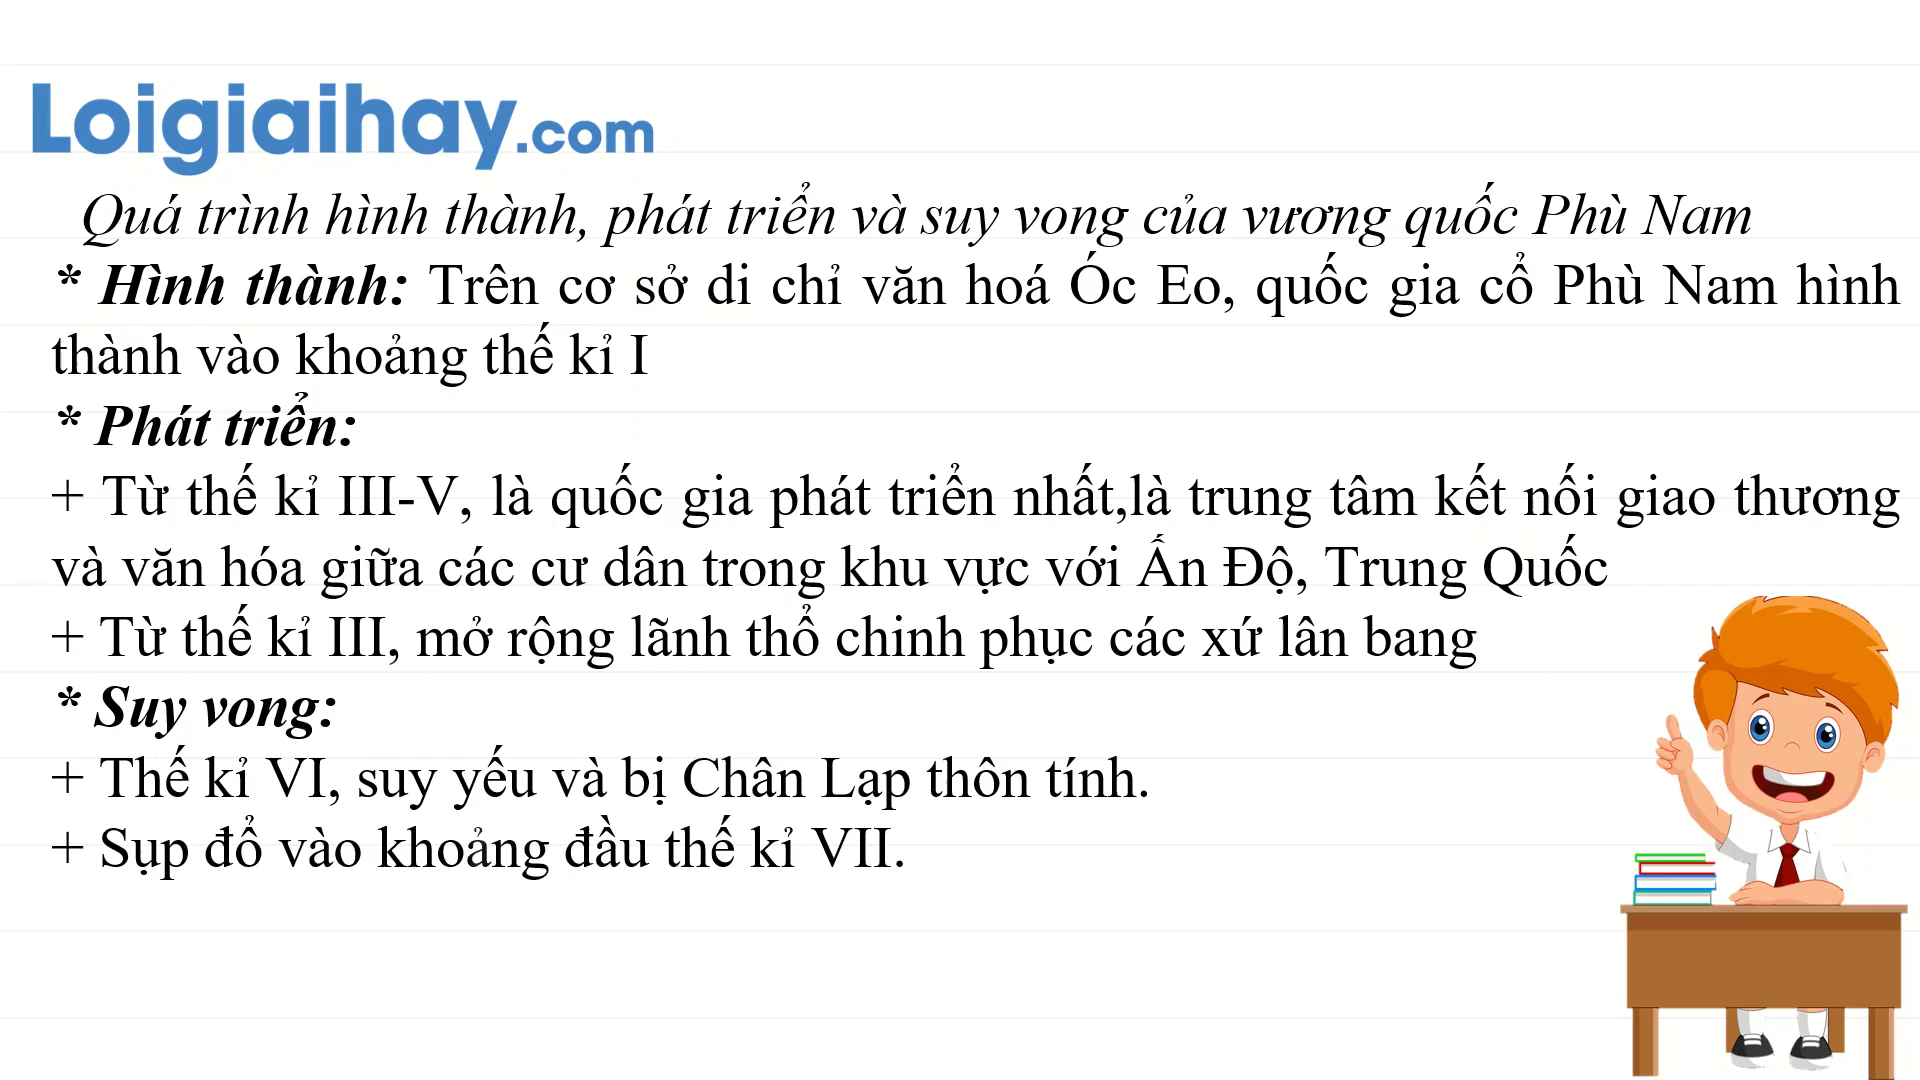 Loigiaihay.com
Quá trình hình thành, phát triển và suy vong của vương quốc Phù Nam
* Hình thành: Trên cơ sở di chỉ văn hoá Óc Eo, quốc gia cổ Phù Nam hình
thành vào khoảng thế kỉ I
* Phát triển:
+ Từ thế kỉ III-V, là quốc gia phát triển nhất,là trung tâm kết nối giao thương
và văn hóa giữa các cư dân trong khu vực với Ấn Độ, Trung Quốc
+ Từ thế kỉ III, mở rộng lãnh thổ chinh phục các xứ lân bang
* Suy vong:
+ Thế kỉ VI, suy yếu và bị Chân Lạp thôn tính.
+ Sụp đổ vào khoảng đầu thế kỉ VII.